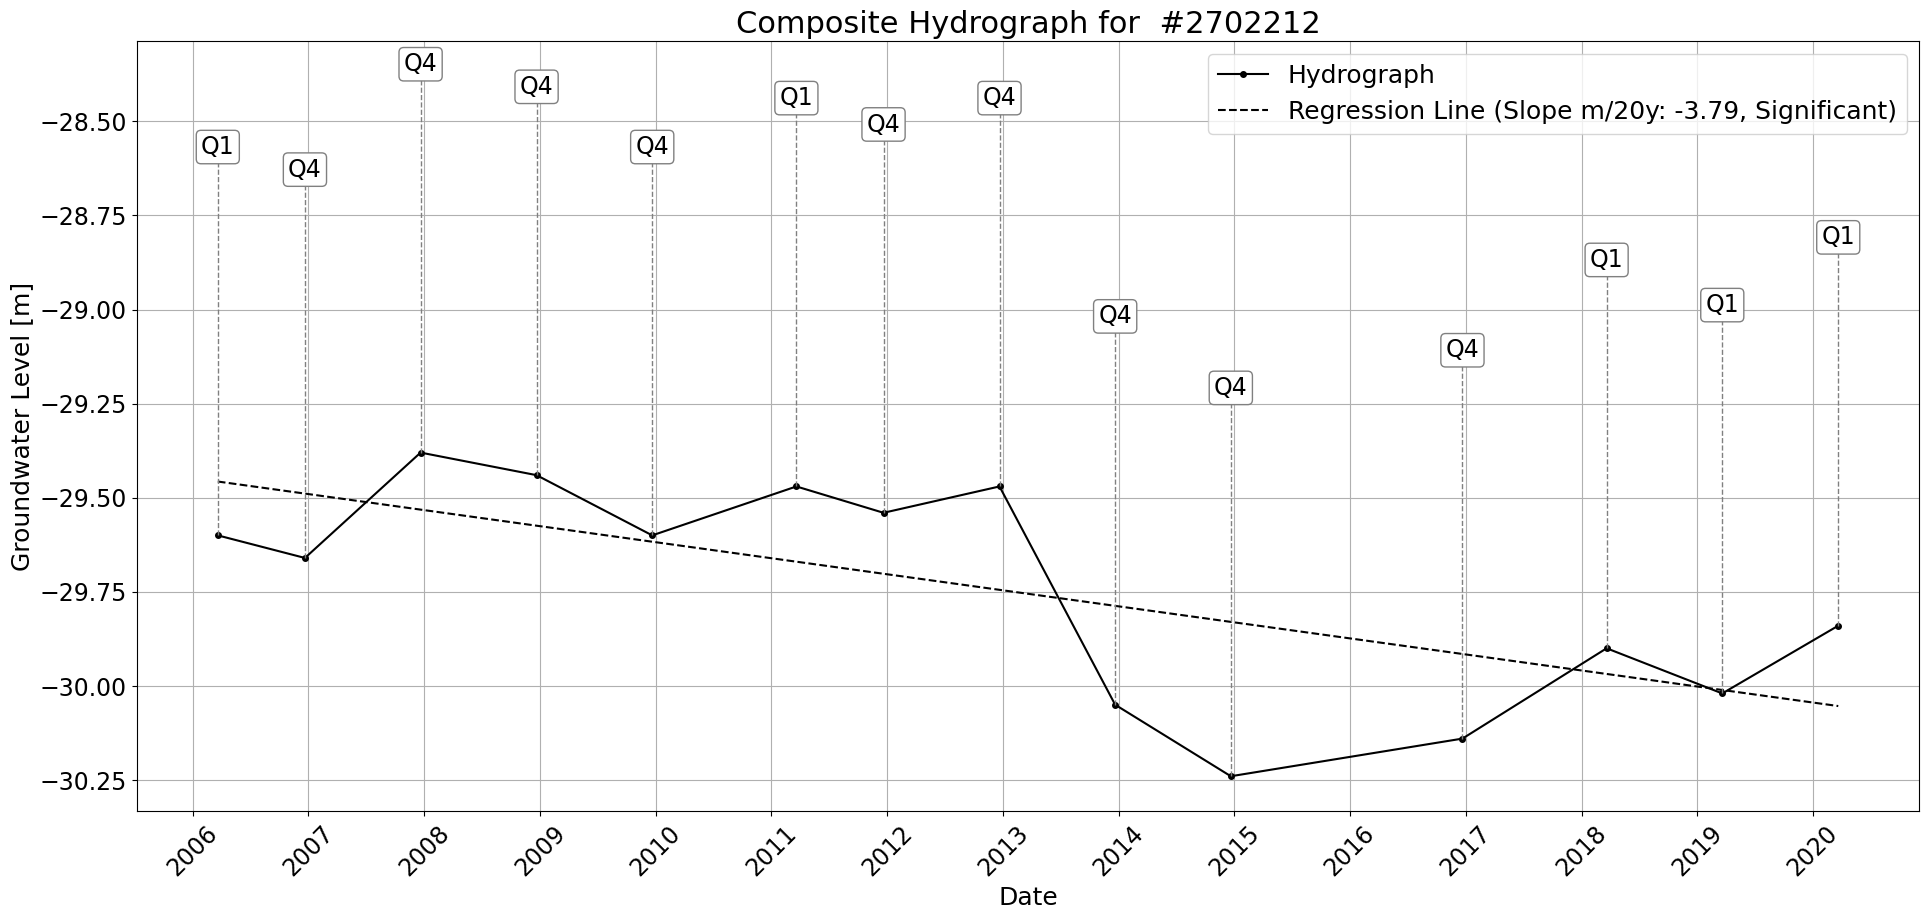 Composite Hydrograph for  #2702212
Hydrograph
Regression Line (Slope m/20y: -3.79, Significant)
Q1
Q4
Q4
Q4
Q4
Q1
Q4
Q4
Q4
Q4
Q4
Q1
Q1
Q1
Groundwater Level [m]
−28.50
−28.75
−29.00
−29.25
−29.50
−29.75
−30.00
−30.25
2006
2007
2008
2009
2010
2011
2012
2013
2014
2015
2016
2017
2018
2019
2020
Date